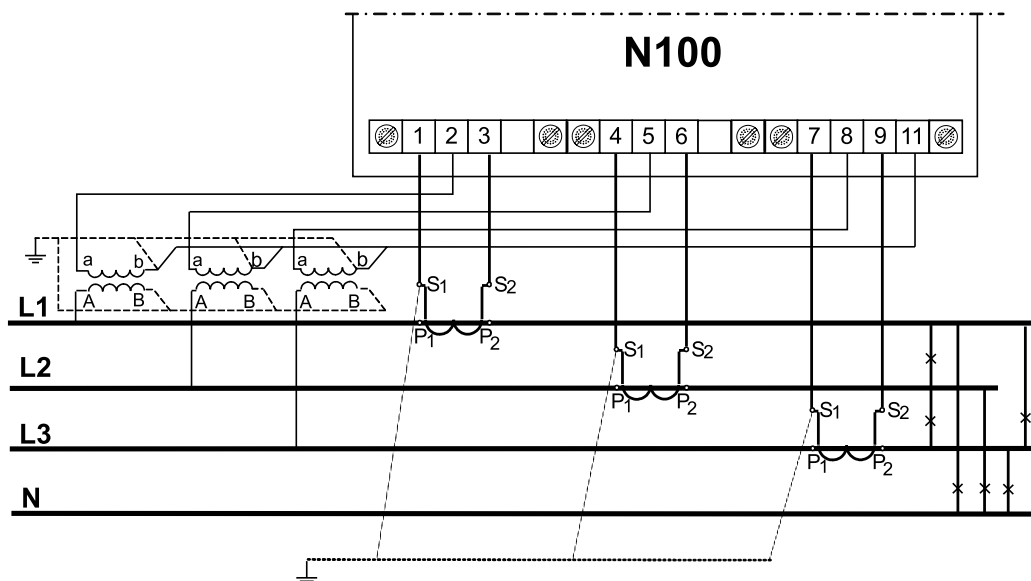 N100
1 2 3 4 5 6 7 8 9 11
a b a b a b
A B A B A B
S1 S2
L1
P1 P2
S1 S2
L2
P1 P2
S1 S2
L3
P1 P2
N